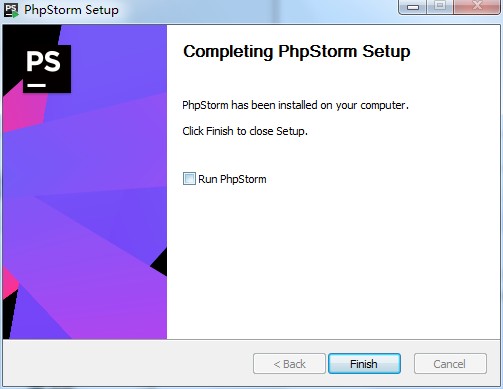 PhpStorm Setup
PS
Completing PhpStorm Setup
PhpStorm has been installed on your computer.
Click Finish to close Setup.
Run PhpStorm
< Back
Finish
Cancel